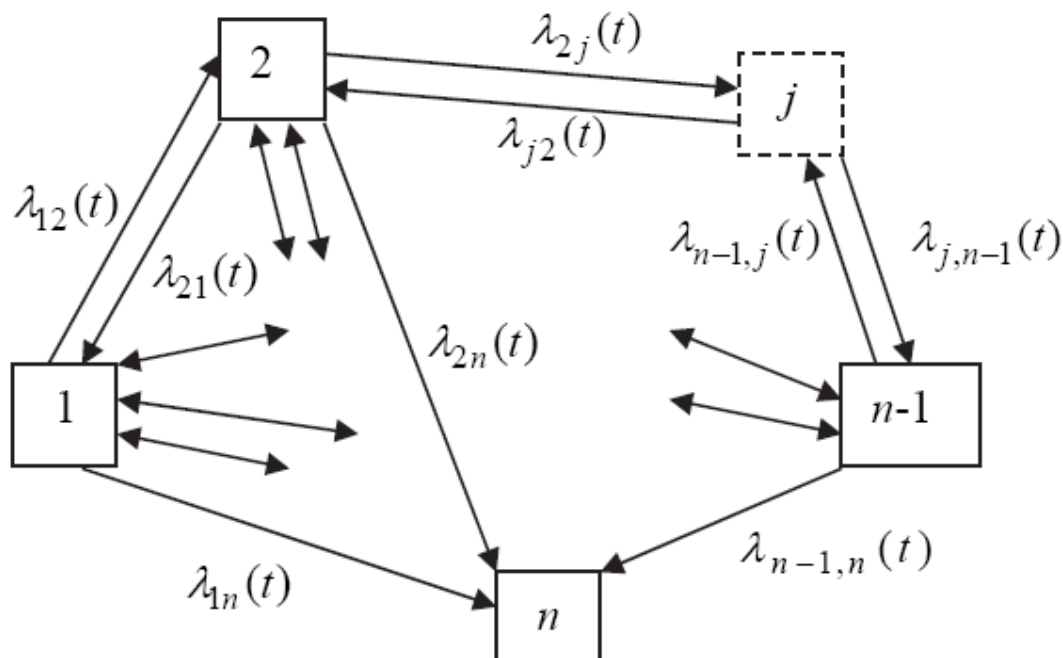 λ₂ⱼ(t)
2
j
λⱼ₂(t)
λ₁₂(t)
λₙ₋₁,ⱼ(t)
λⱼ,ₙ₋₁(t)
λ₂₁(t)
λ₂ₙ(t)
1
n-1
λₙ₋₁,ₙ(t)
λ₁ₙ(t)
n